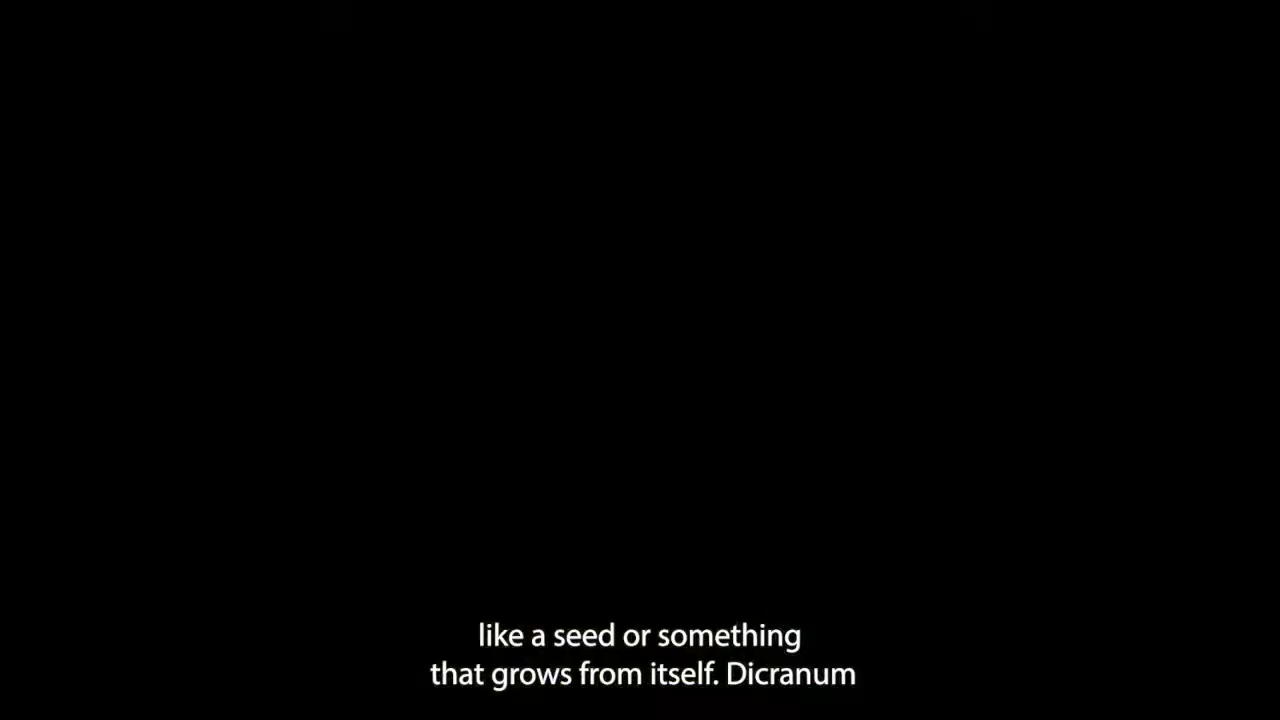 like a seed or something
that grows from itself. Dicranum